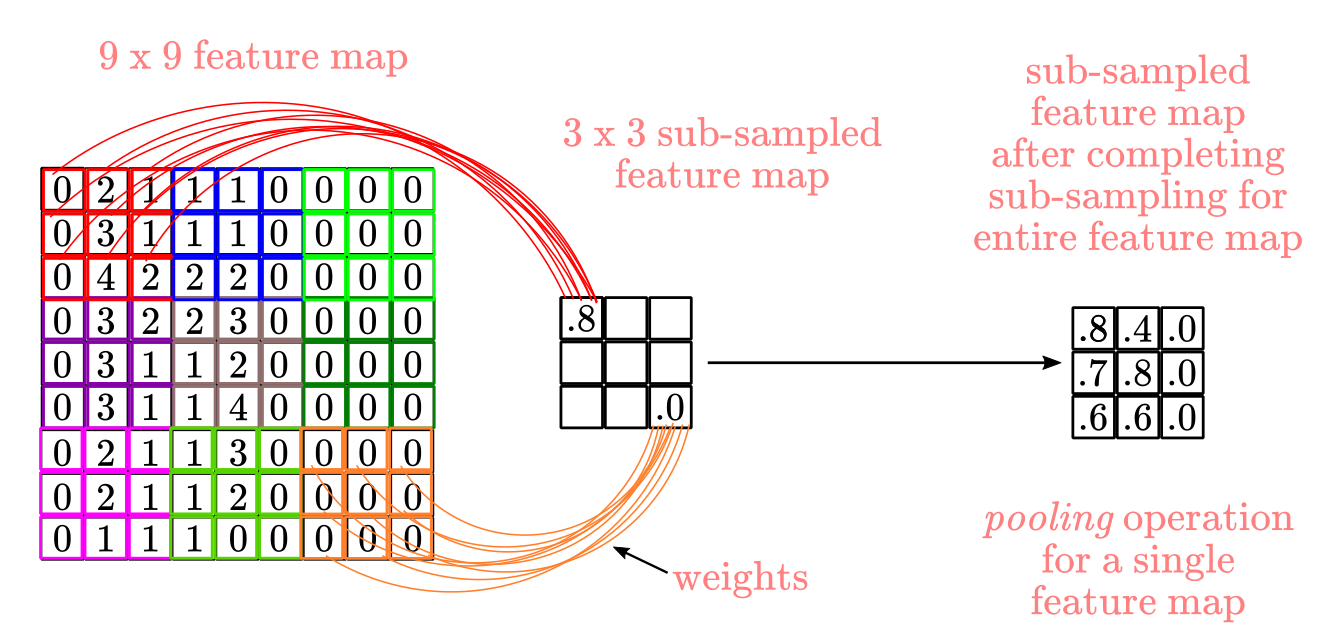 9 x 9 feature map
3 x 3 sub-sampled
feature map
sub-sampled
feature map
after completing
sub-sampling for
entire feature map
0 2 1 1 1 0 0 0 0
0 3 1 1 1 0 0 0 0
0 4 2 2 2 0 0 0 0
0 3 2 2 3 0 0 0 0
0 3 1 1 2 0 0 0 0
0 3 1 1 4 0 0 0 0
0 2 1 1 3 0 0 0 0
0 2 1 1 2 0 0 0 0
0 1 1 1 0 0 0 0 0
.8
.0
.8 .4 .0
.7 .8 .0
.6 .6 .0
weights
pooling operation
for a single
feature map